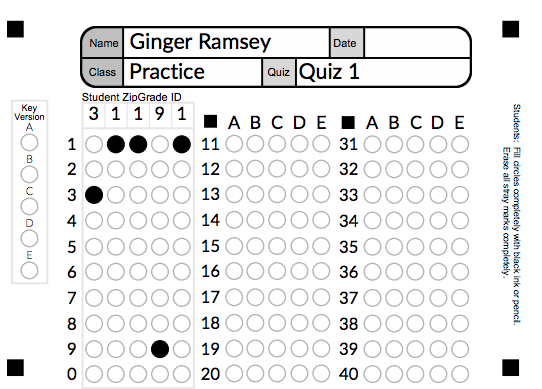 Name Ginger Ramsey Date
Class Practice Quiz Quiz 1
Student ZipGrade ID
3 1 1 9 1
Key Version
A
B
C
D
E
A B C D E A B C D E
1 11 31
2 12 32
3 13 33
4 14 34
5 15 35
6 16 36
7 17 37
8 18 38
9 19 39
0 20 40
Students: Fill circles completely with black ink or pencil.
Erase all stray marks completely.